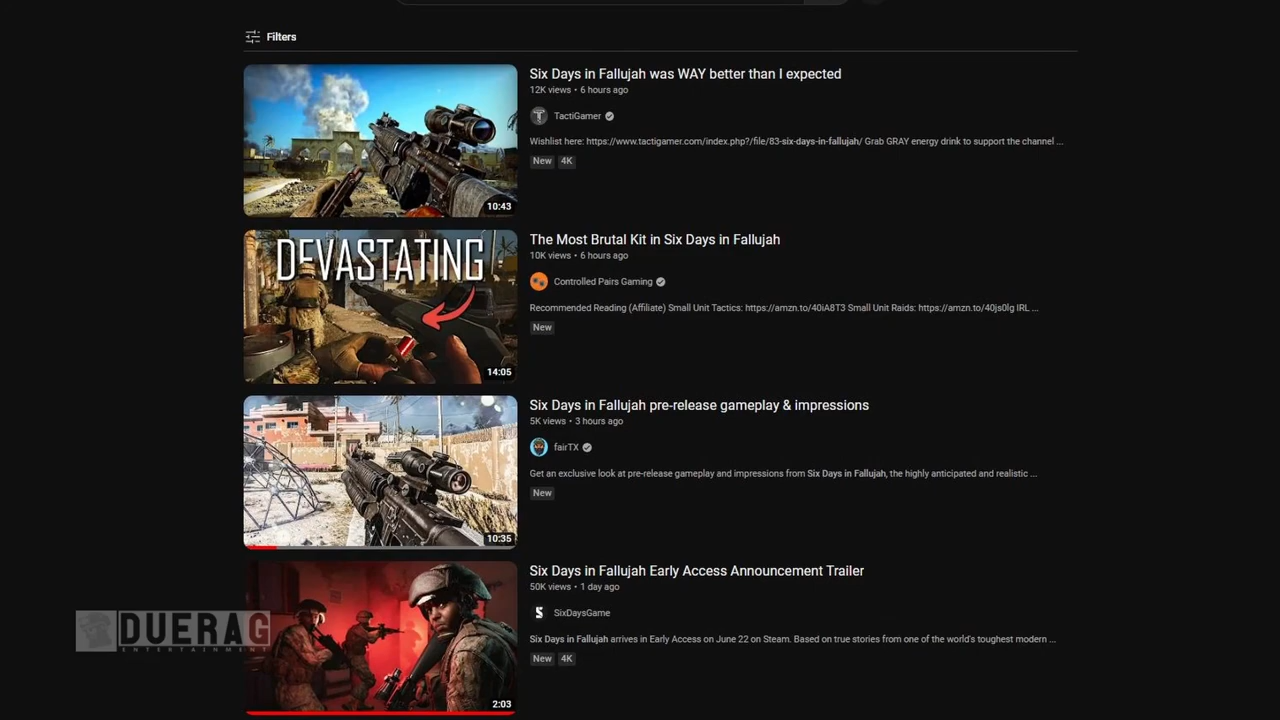 Filters
Six Days in Fallujah was WAY better than I expected
12K views • 6 hours ago
TactiGamer
Wishlist here: https://www.tactigamer.com/index.php?/file/83-six-days-in-fallujah/ Grab GRAY energy drink to support the channel ...
New 4K
10:43
DEVASTATING
14:05
The Most Brutal Kit in Six Days in Fallujah
10K views • 6 hours ago
Controlled Pairs Gaming
Recommended Reading (Affiliate) Small Unit Tactics: https://amzn.to/40iA8T3 Small Unit Raids: https://amzn.to/40js0lg IRL ...
New
10:35
Six Days in Fallujah pre-release gameplay & impressions
5K views • 3 hours ago
fairTX
Get an exclusive look at pre-release gameplay and impressions from Six Days in Fallujah, the highly anticipated and realistic ...
New
Six Days in Fallujah Early Access Announcement Trailer
50K views • 1 day ago
SixDaysGame
Six Days in Fallujah arrives in Early Access on June 22 on Steam. Based on true stories from one of the world's toughest modern ...
New 4K
2:03
DUERAG
ENTERTAINMENT